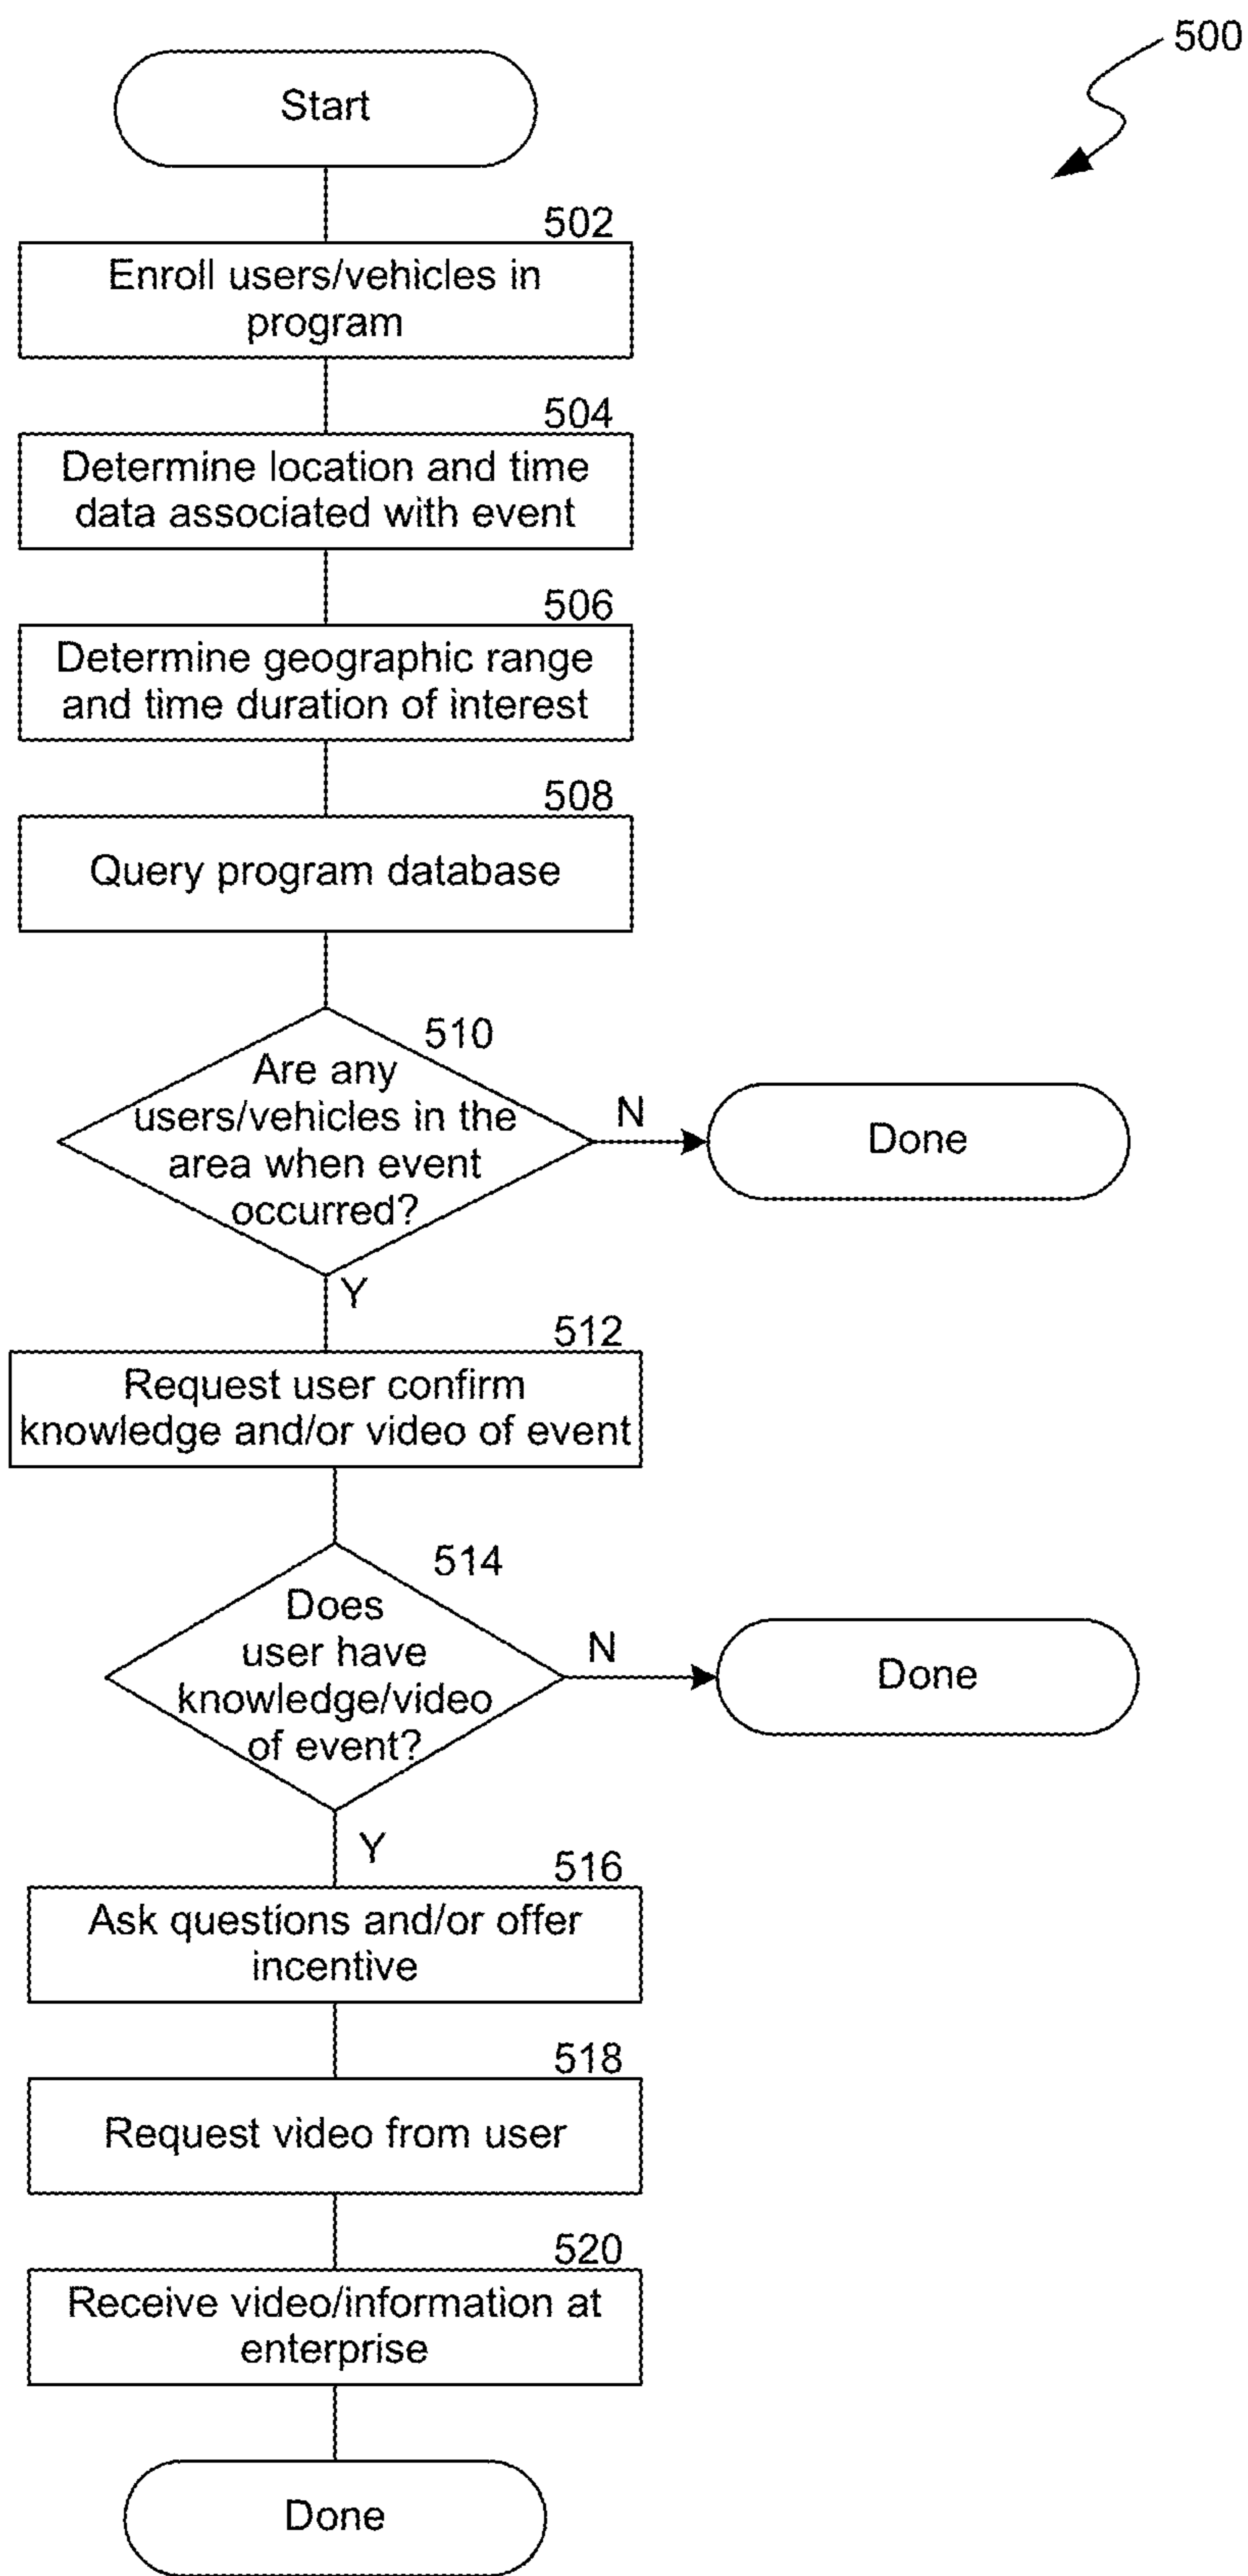 500
Start
502
Enroll users/vehicles in
program
504
Determine location and time
data associated with event
506
Determine geographic range
and time duration of interest
508
Query program database
510
Are any
users/vehicles in the
area when event
occurred?
N
Done
Y
512
Request user confirm
knowledge and/or video of event
514
Does
user have
knowledge/video
of event?
N
Done
Y
516
Ask questions and/or offer
incentive
518
Request video from user
520
Receive video/information at
enterprise
Done